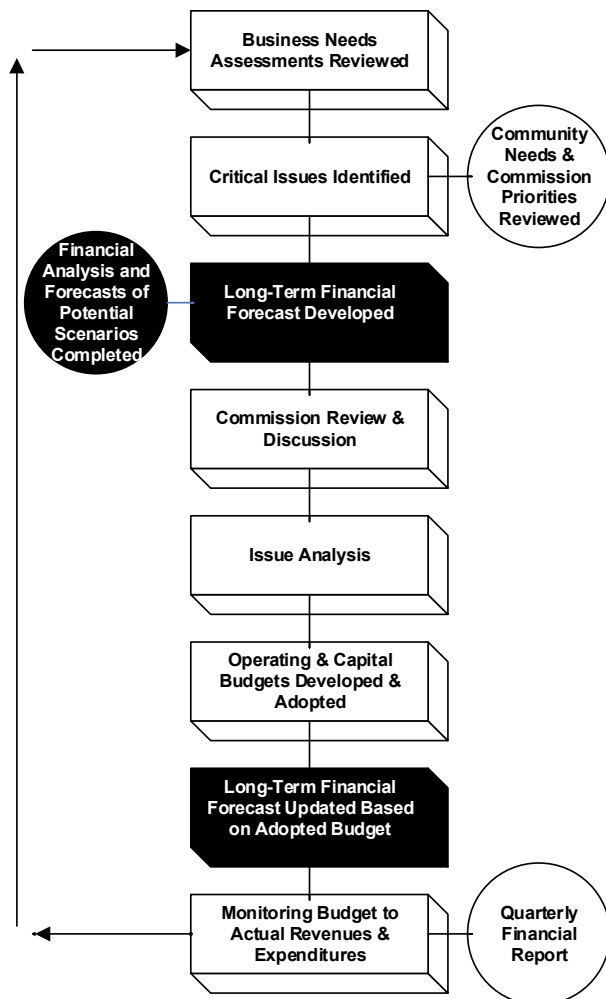 Business Needs
Assessments Reviewed
Critical Issues Identified
Community
Needs &
Commission
Priorities
Reviewed
Financial
Analysis and
Forecasts of
Potential
Scenarios
Completed
Long-Term Financial
Forecast Developed
Commission Review &
Discussion
Issue Analysis
Operating & Capital
Budgets Developed &
Adopted
Long-Term Financial
Forecast Updated Based
on Adopted Budget
Monitoring Budget to
Actual Revenues &
Expenditures
Quarterly
Financial
Report